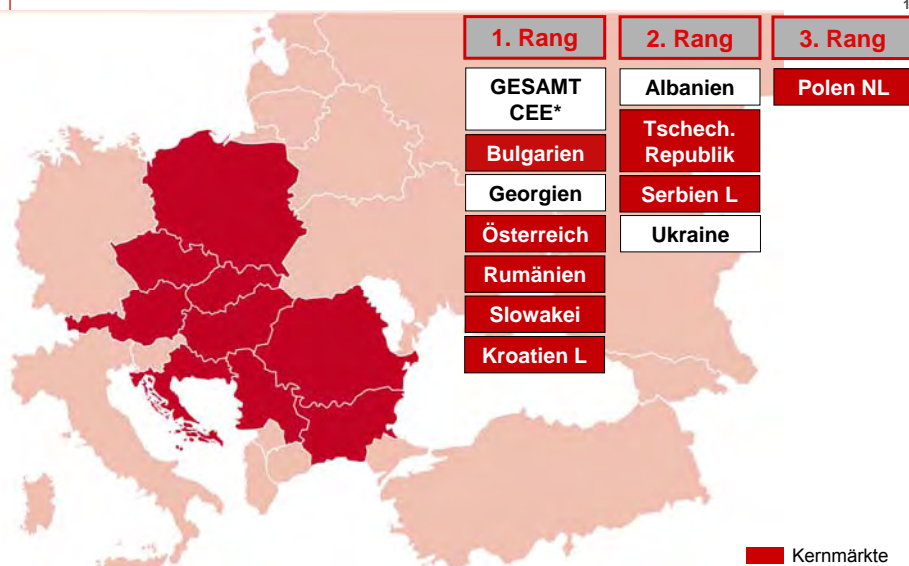 1
1. Rang
GESAMT
CEE*
Bulgarien
Georgien
Österreich
Rumänien
Slowakei
Kroatien L
2. Rang
Albanien
Tschech.
Republik
Serbien L
Ukraine
3. Rang
Polen NL
Kernmärkte